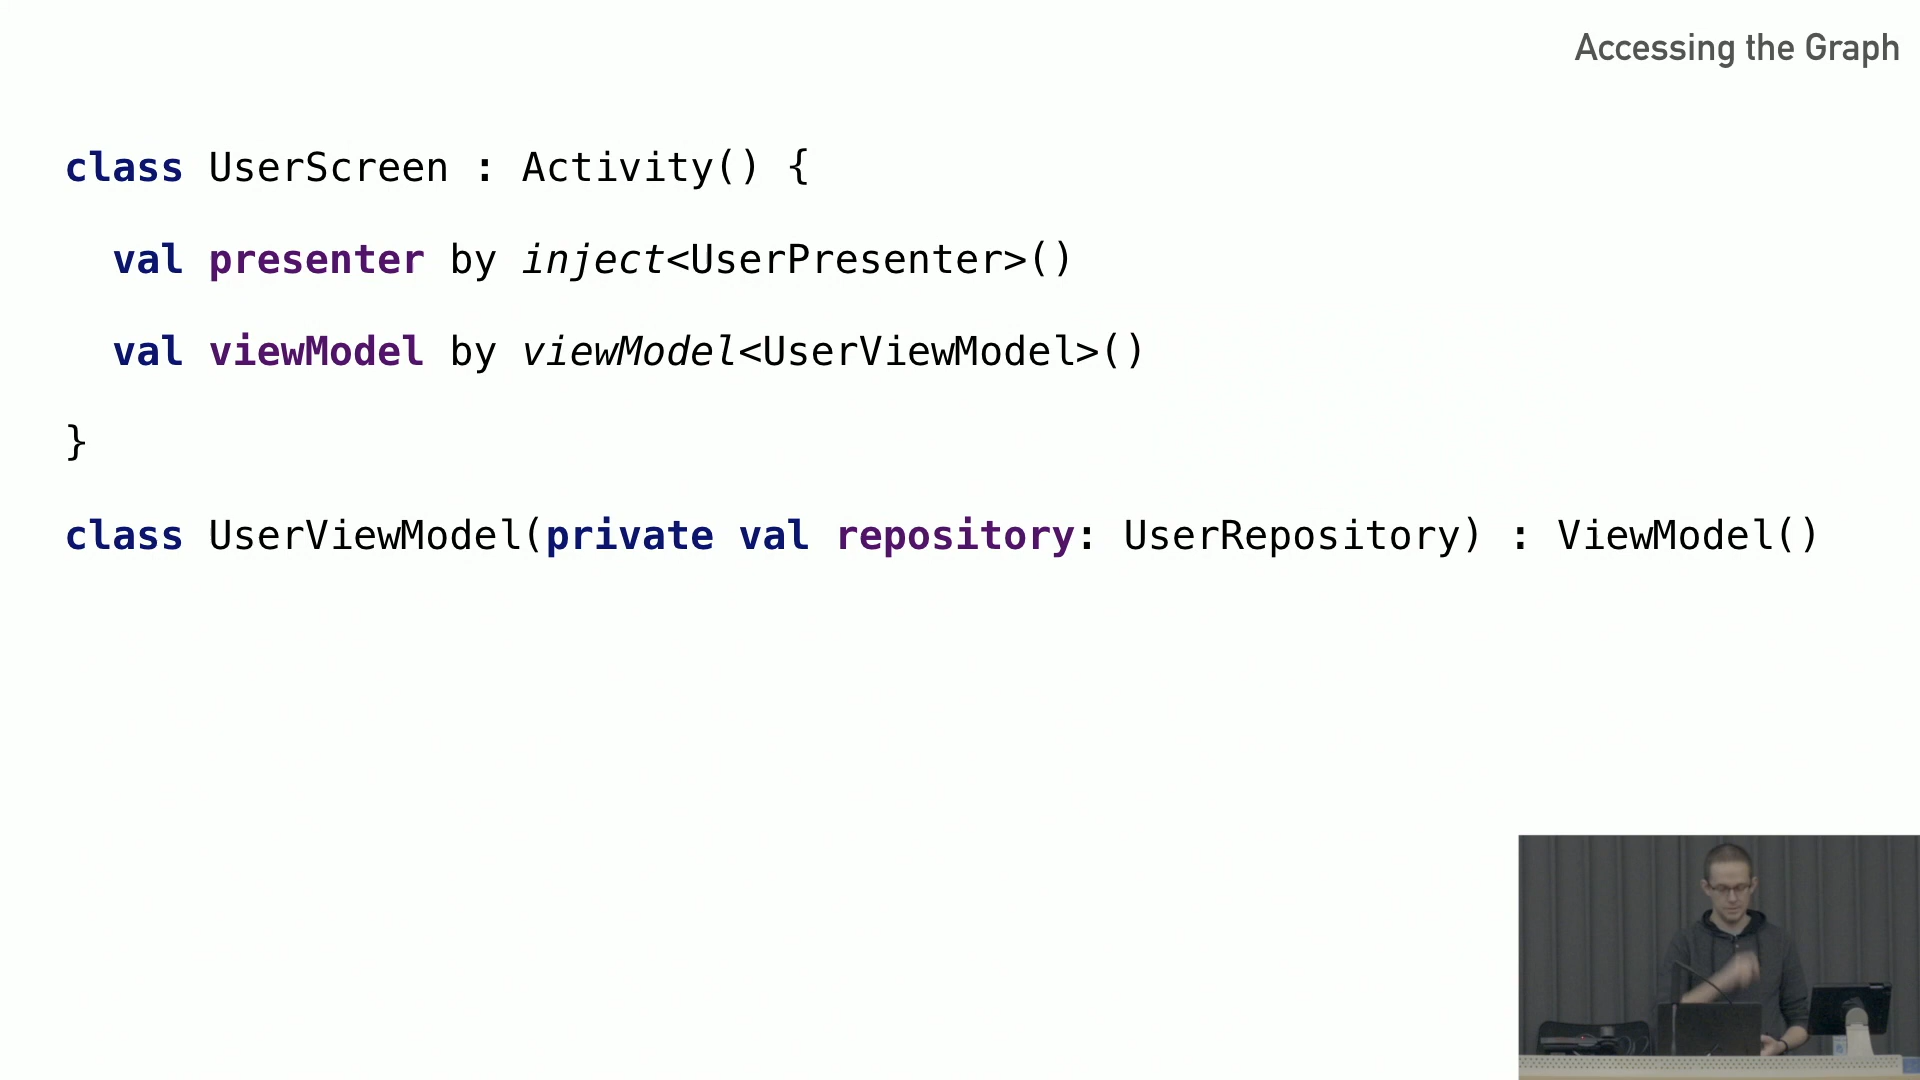 Accessing the Graph
class UserScreen : Activity() {
val presenter by inject<UserPresenter>()
val viewModel by viewModel<UserViewModel>()
}
class UserViewModel(private val repository: UserRepository) : ViewModel()